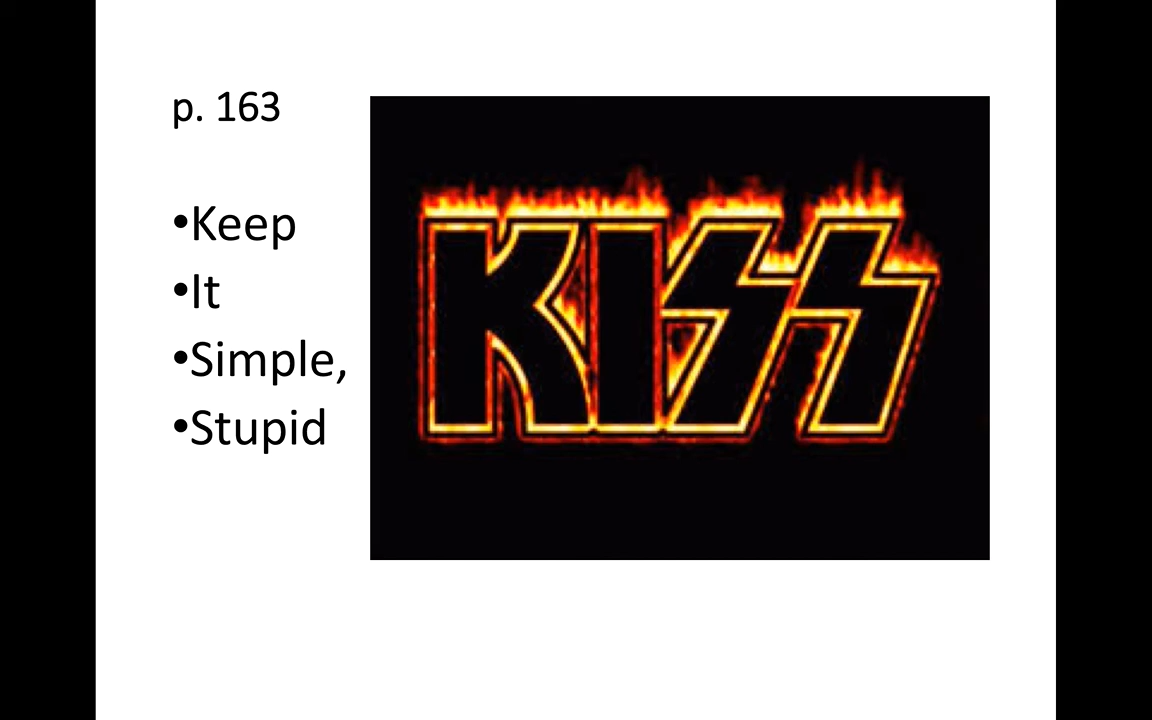 p. 163
•Keep
•It
•Simple,
•Stupid
KISS